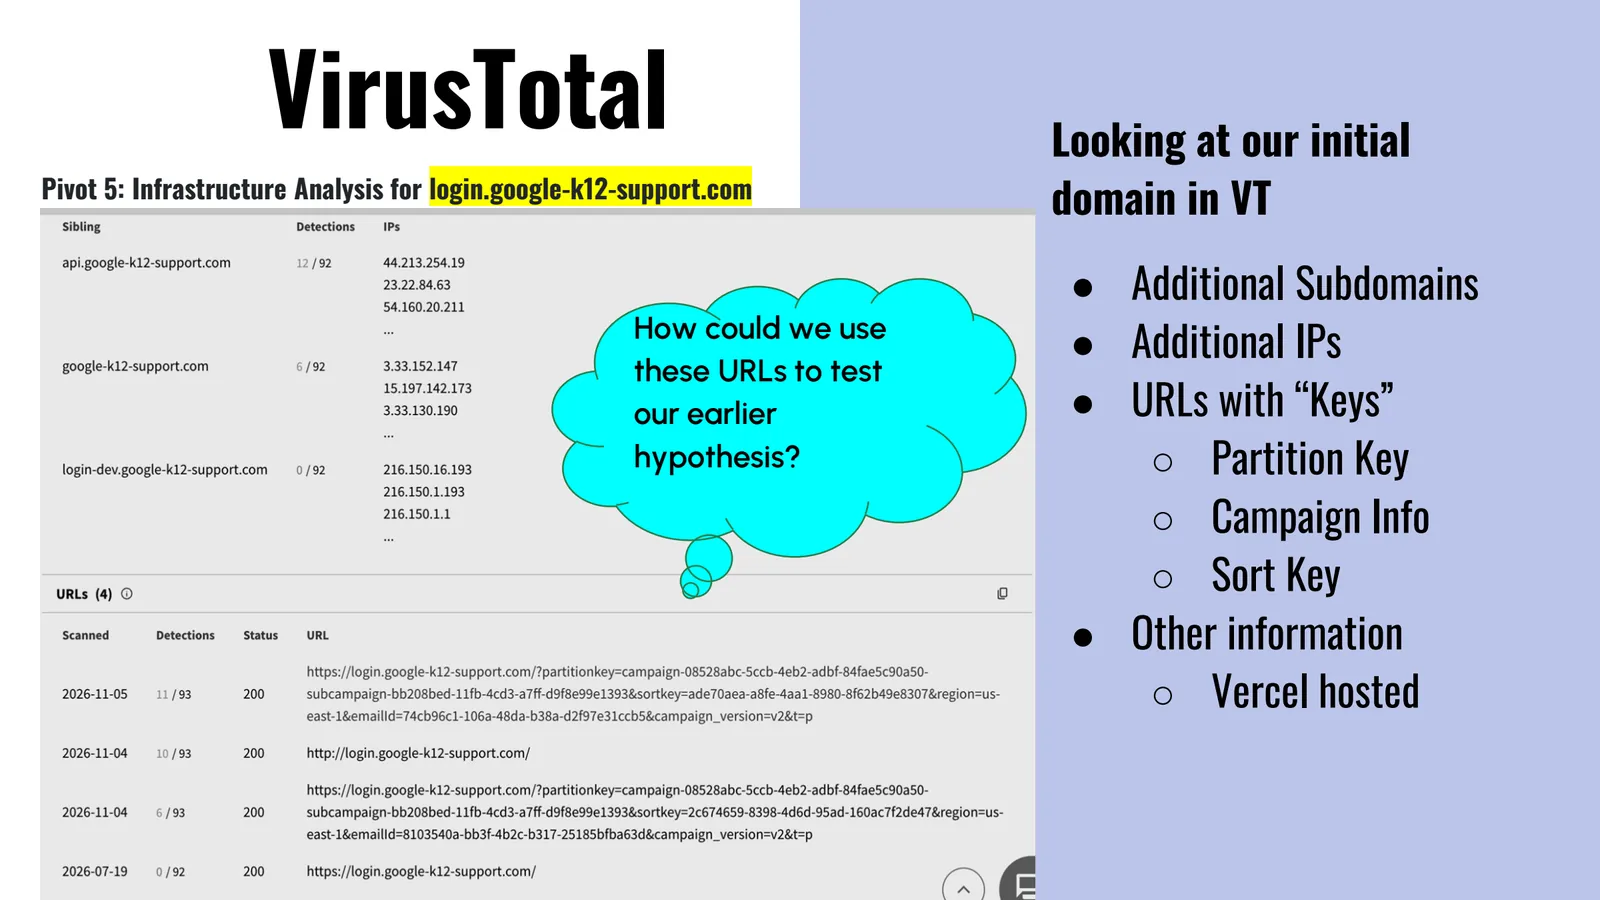 VirusTotal
Pivot 5: Infrastructure Analysis for login.google-k12-support.com
Sibling Detections IPs
api.google-k12-support.com 12 / 92 44.213.254.19
23.22.84.63
54.160.20.211
...
google-k12-support.com 6 / 92 3.33.152.147
15.197.142.173
3.33.130.190
...
login-dev.google-k12-support.com 0 / 92 216.150.16.193
216.150.1.193
216.150.1.1
...
How could we use
these URLs to test
our earlier
hypothesis?
URLs (4)
Scanned Detections Status URL
2026-11-05 11 / 93 200 https://login.google-k12-support.com/?partitionkey=campaign-08528abc-5ccb-4eb2-adbf-84fae5c90a50-
subcampaign-bb208bed-11fb-4cd3-a7ff-d9f8e99e1393&sortkey=ade70aea-a8fe-4aa1-8980-8f62b49e8307&region=us-
east-1&emailId=74cb96c1-106a-48da-b38a-d2f97e31ccb5&campaign_version=v2&t=p
2026-11-04 10 / 93 200 http://login.google-k12-support.com/
2026-11-04 6 / 93 200 https://login.google-k12-support.com/?partitionkey=campaign-08528abc-5ccb-4eb2-adbf-84fae5c90a50-
subcampaign-bb208bed-11fb-4cd3-a7ff-d9f8e99e1393&sortkey=2c674659-8398-4d6d-95ad-160ac7f2de47&region=us-
east-1&emailId=8103540a-bb3f-4b2c-b317-25185bfba63d&campaign_version=v2&t=p
2026-07-19 0 / 92 200 https://login.google-k12-support.com/
Looking at our initial
domain in VT
● Additional Subdomains
● Additional IPs
● URLs with “Keys”
○ Partition Key
○ Campaign Info
○ Sort Key
● Other information
○ Vercel hosted